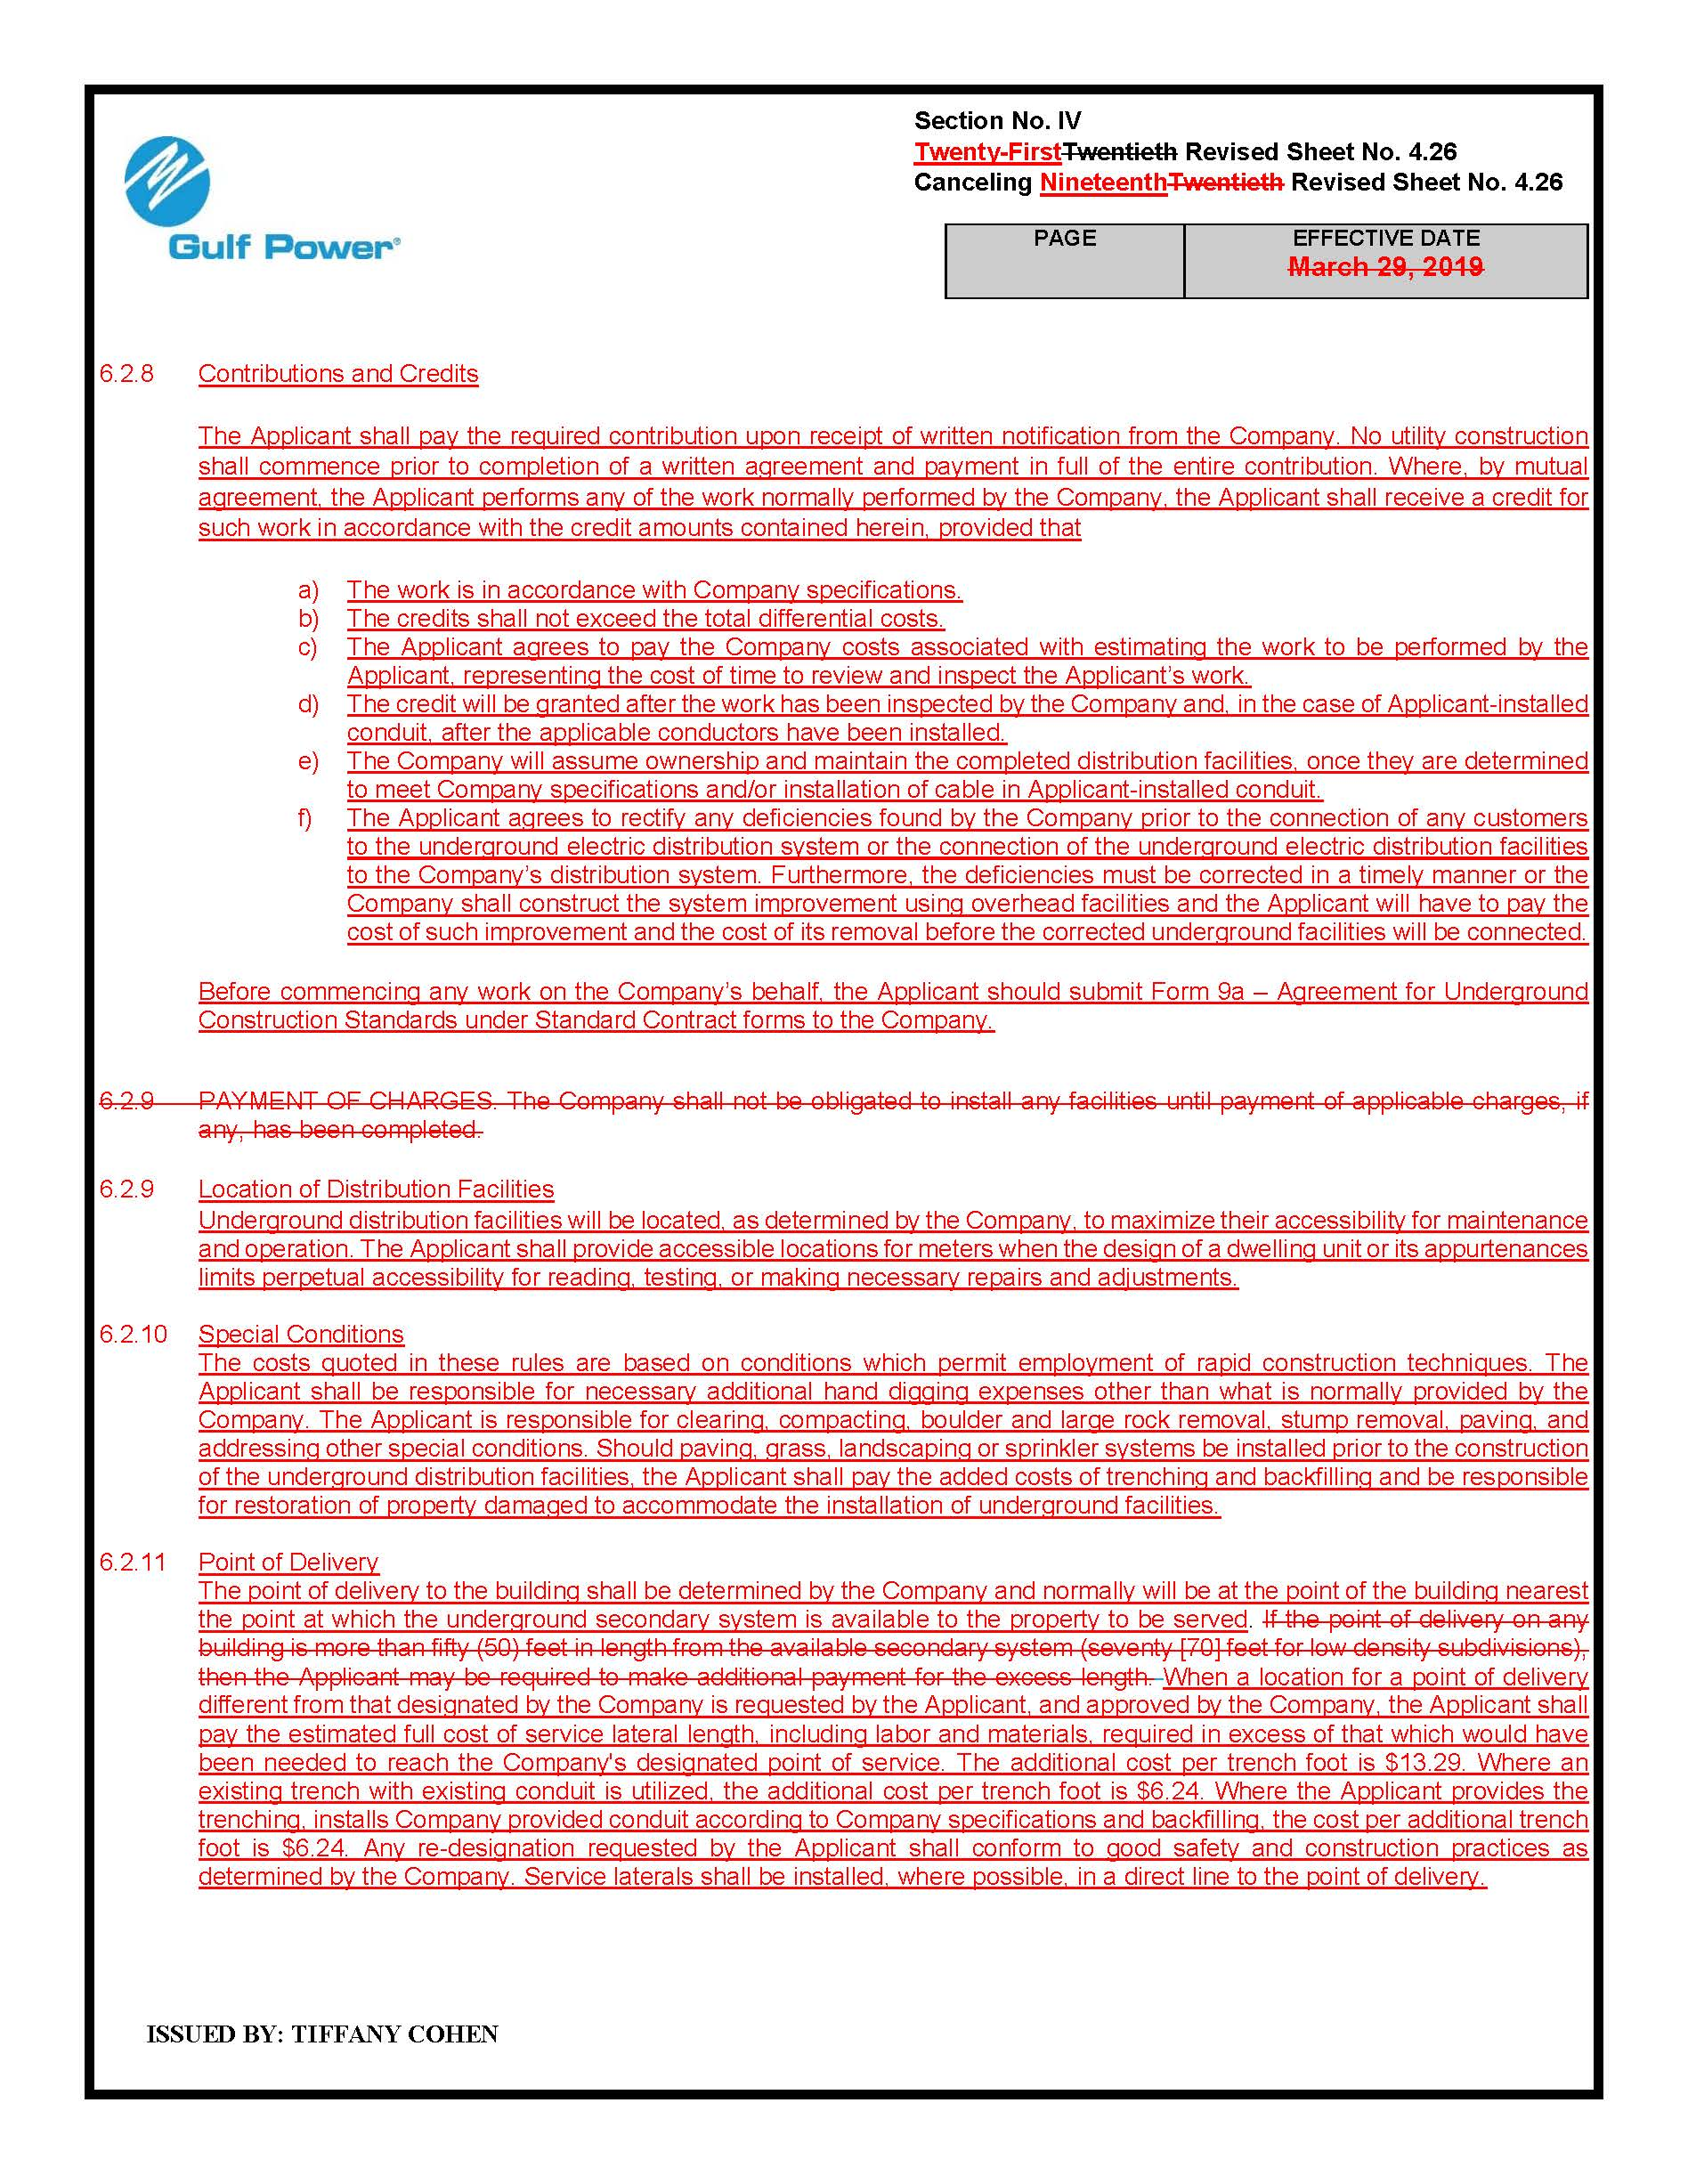 Section No. IV
Twenty-FirstTwentieth Revised Sheet No. 4.26
Canceling NineteenthTwentieth Revised Sheet No. 4.26
Gulf Power®
PAGE
EFFECTIVE DATE
March 29, 2019
6.2.8 Contributions and Credits
The Applicant shall pay the required contribution upon receipt of written notification from the Company. No utility construction
shall commence prior to completion of a written agreement and payment in full of the entire contribution. Where, by mutual
agreement, the Applicant performs any of the work normally performed by the Company, the Applicant shall receive a credit for
such work in accordance with the credit amounts contained herein, provided that
a) The work is in accordance with Company specifications.
b) The credits shall not exceed the total differential costs.
c) The Applicant agrees to pay the Company costs associated with estimating the work to be performed by the
Applicant, representing the cost of time to review and inspect the Applicant's work.
d) The credit will be granted after the work has been inspected by the Company and, in the case of Applicant-installed
conduit, after the applicable conductors have been installed.
e) The Company will assume ownership and maintain the completed distribution facilities, once they are determined
to meet Company specifications and/or installation of cable in Applicant-installed conduit.
f) The Applicant agrees to rectify any deficiencies found by the Company prior to the connection of any customers
to the underground electric distribution system or the connection of the underground electric distribution facilities
to the Company's distribution system. Furthermore, the deficiencies must be corrected in a timely manner or the
Company shall construct the system improvement using overhead facilities and the Applicant will have to pay the
cost of such improvement and the cost of its removal before the corrected underground facilities will be connected.
Before commencing any work on the Company's behalf, the Applicant should submit Form 9a – Agreement for Underground
Construction Standards under Standard Contract forms to the Company.
6.2.9 PAYMENT OF CHARGES. The Company shall not be obligated to install any facilities until payment of applicable charges, if
any, has been completed.
6.2.9 Location of Distribution Facilities
Underground distribution facilities will be located, as determined by the Company, to maximize their accessibility for maintenance
and operation. The Applicant shall provide accessible locations for meters when the design of a dwelling unit or its appurtenances
limits perpetual accessibility for reading, testing, or making necessary repairs and adjustments.
6.2.10 Special Conditions
The costs quoted in these rules are based on conditions which permit employment of rapid construction techniques. The
Applicant shall be responsible for necessary additional hand digging expenses other than what is normally provided by the
Company. The Applicant is responsible for clearing, compacting, boulder and large rock removal, stump removal, paving, and
addressing other special conditions. Should paving, grass, landscaping or sprinkler systems be installed prior to the construction
of the underground distribution facilities, the Applicant shall pay the added costs of trenching and backfilling and be responsible
for restoration of property damaged to accommodate the installation of underground facilities.
6.2.11 Point of Delivery
The point of delivery to the building shall be determined by the Company and normally will be at the point of the building nearest
the point at which the underground secondary system is available to the property to be served. If the point of delivery on any
building is more than fifty (50) feet in length from the available secondary system (seventy [70] feet for low density subdivisions),
then the Applicant may be required to make additional payment for the excess length. When a location for a point of delivery
different from that designated by the Company is requested by the Applicant, and approved by the Company, the Applicant shall
pay the estimated full cost of service lateral length, including labor and materials, required in excess of that which would have
been needed to reach the Company's designated point of service. The additional cost per trench foot is $13.29. Where an
existing trench with existing conduit is utilized, the additional cost per trench foot is $6.24. Where the Applicant provides the
trenching, installs Company provided conduit according to Company specifications and backfilling, the cost per additional trench
foot is $6.24. Any re-designation requested by the Applicant shall conform to good safety and construction practices as
determined by the Company. Service laterals shall be installed, where possible, in a direct line to the point of delivery.
ISSUED BY: TIFFANY COHEN